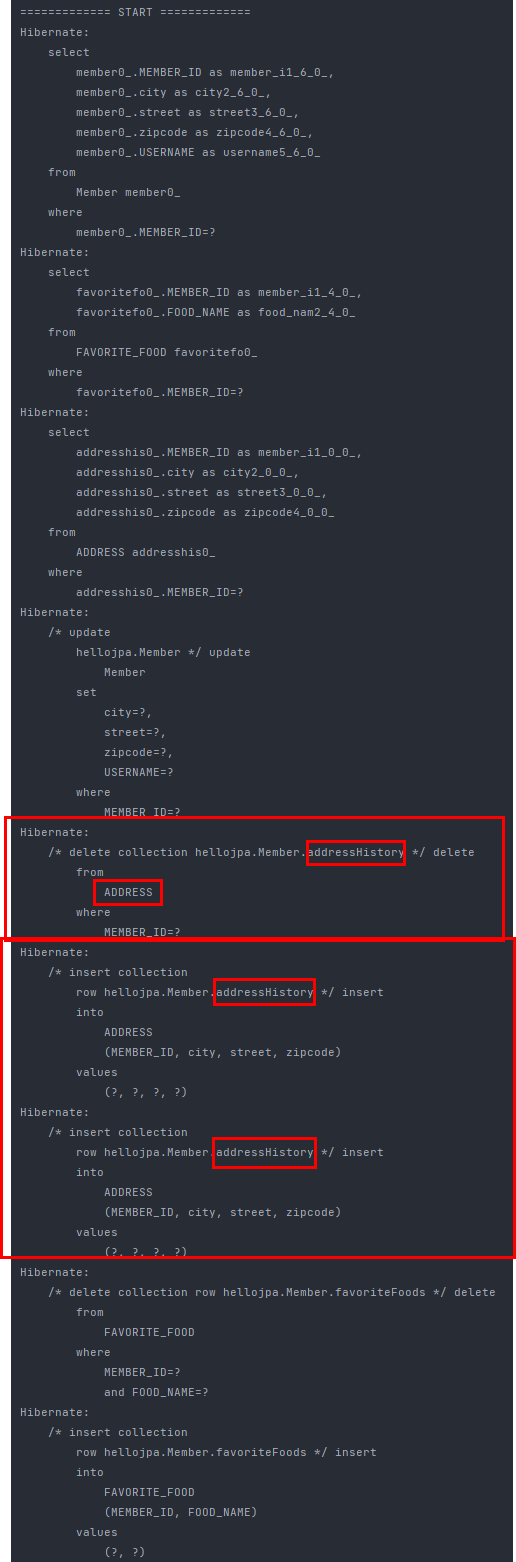 ============= START =============
Hibernate:
    select
        member0_.MEMBER_ID as member_i1_6_0_,
        member0_.city as city2_6_0_,
        member0_.street as street3_6_0_,
        member0_.zipcode as zipcode4_6_0_,
        member0_.USERNAME as username5_6_0_
    from
        Member member0_
    where
        member0_.MEMBER_ID=?
Hibernate:
    select
        favoritefo0_.MEMBER_ID as member_i1_4_0_,
        favoritefo0_.FOOD_NAME as food_nam2_4_0_
    from
        FAVORITE_FOOD favoritefo0_
    where
        favoritefo0_.MEMBER_ID=?
Hibernate:
    select
        addresshis0_.MEMBER_ID as member_i1_0_0_,
        addresshis0_.city as city2_0_0_,
        addresshis0_.street as street3_0_0_,
        addresshis0_.zipcode as zipcode4_0_0_
    from
        ADDRESS addresshis0_
    where
        addresshis0_.MEMBER_ID=?
Hibernate:
    /* update
        hellojpa.Member */ update
            Member
        set
            city=?,
            street=?,
            zipcode=?,
            USERNAME=?
        where
            MEMBER_ID=?
Hibernate:
    /* delete collection hellojpa.Member.addressHistory */ delete
        from
            ADDRESS
        where
            MEMBER_ID=?
Hibernate:
    /* insert collection
        row hellojpa.Member.addressHistory */ insert
        into
            ADDRESS
            (MEMBER_ID, city, street, zipcode)
        values
            (?, ?, ?, ?)
Hibernate:
    /* insert collection
        row hellojpa.Member.addressHistory */ insert
        into
            ADDRESS
            (MEMBER_ID, city, street, zipcode)
        values
            (?, ?, ?, ?)
Hibernate:
    /* delete collection row hellojpa.Member.favoriteFoods */ delete
        from
            FAVORITE_FOOD
        where
            MEMBER_ID=?
            and FOOD_NAME=?
Hibernate:
    /* insert collection
        row hellojpa.Member.favoriteFoods */ insert
        into
            FAVORITE_FOOD
            (MEMBER_ID, FOOD_NAME)
        values
            (?, ?)